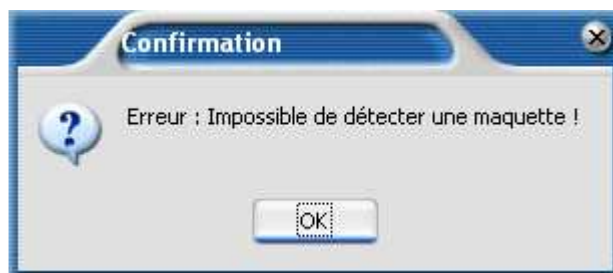 Confirmation
Erreur : Impossible de détecter une maquette !
OK